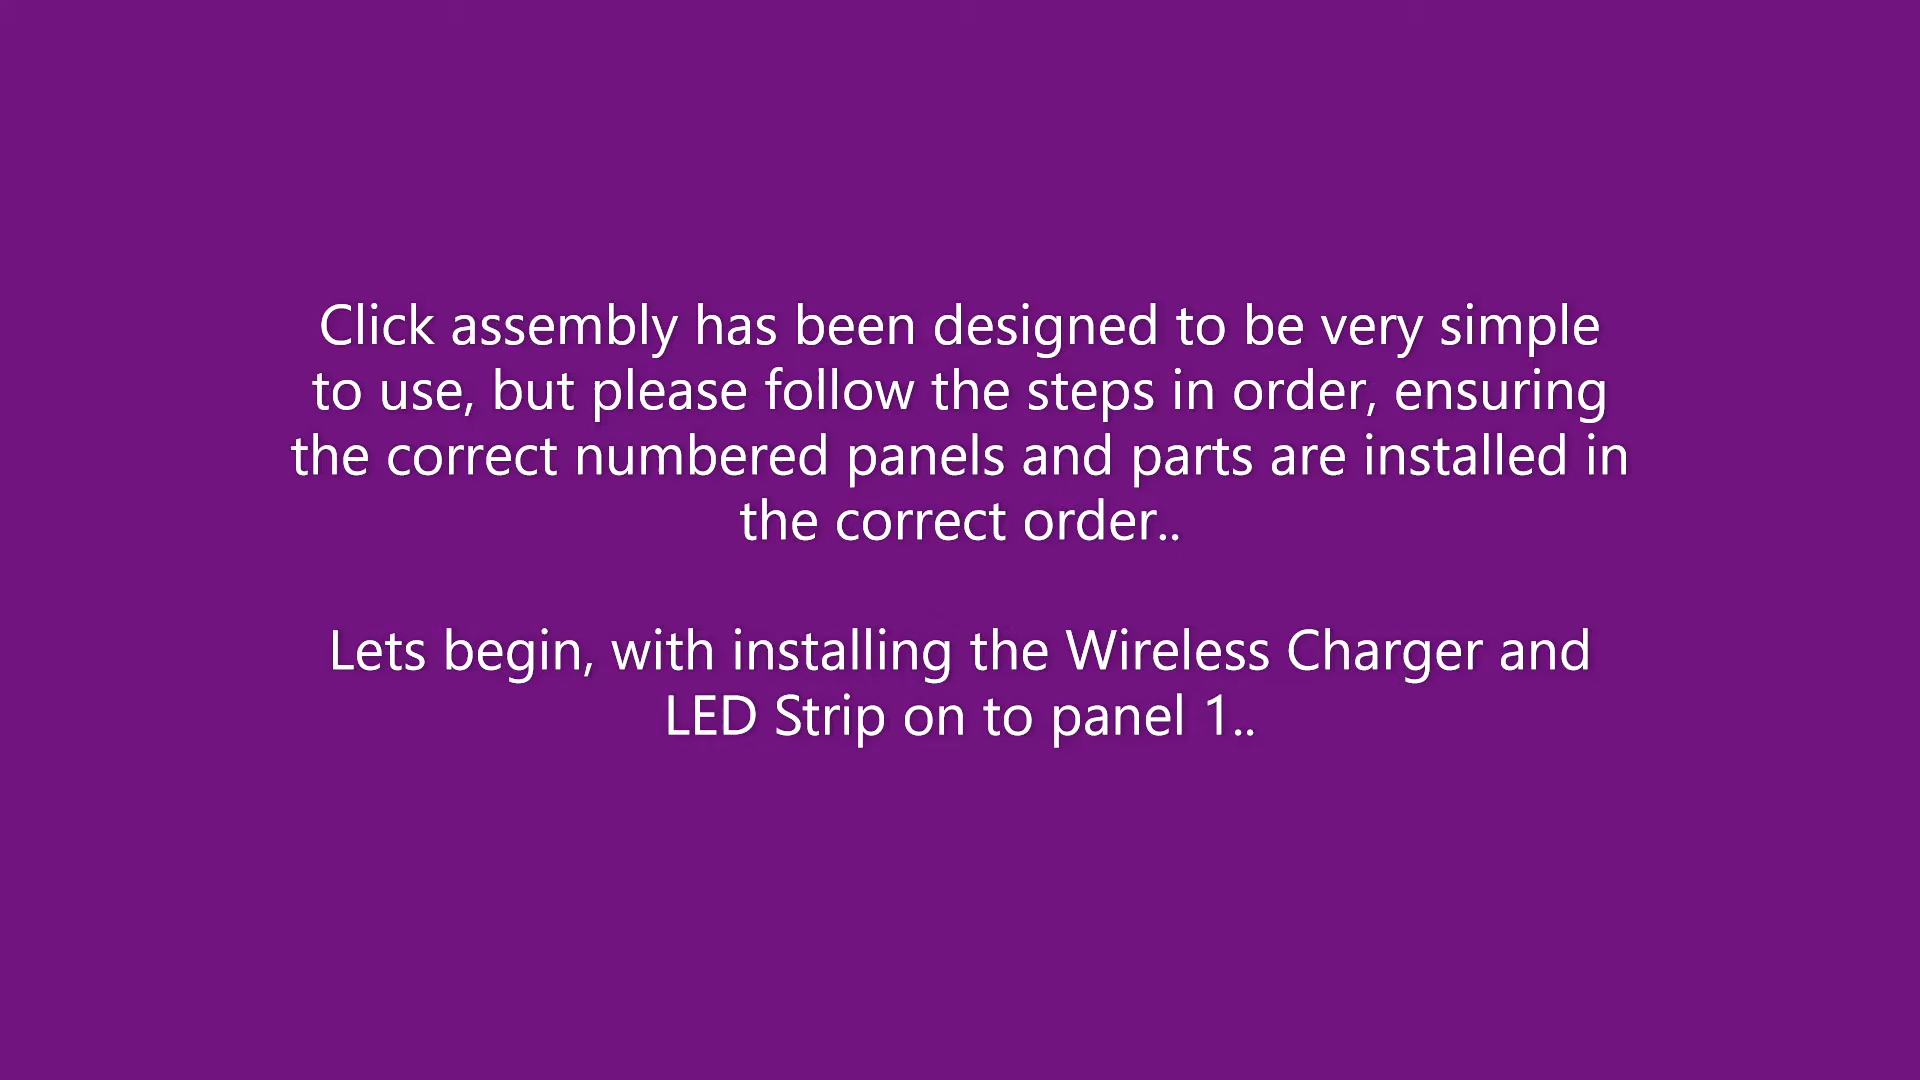 Click assembly has been designed to be very simple
to use, but please follow the steps in order, ensuring
the correct numbered panels and parts are installed in
the correct order..
Lets begin, with installing the Wireless Charger and
LED Strip on to panel 1..